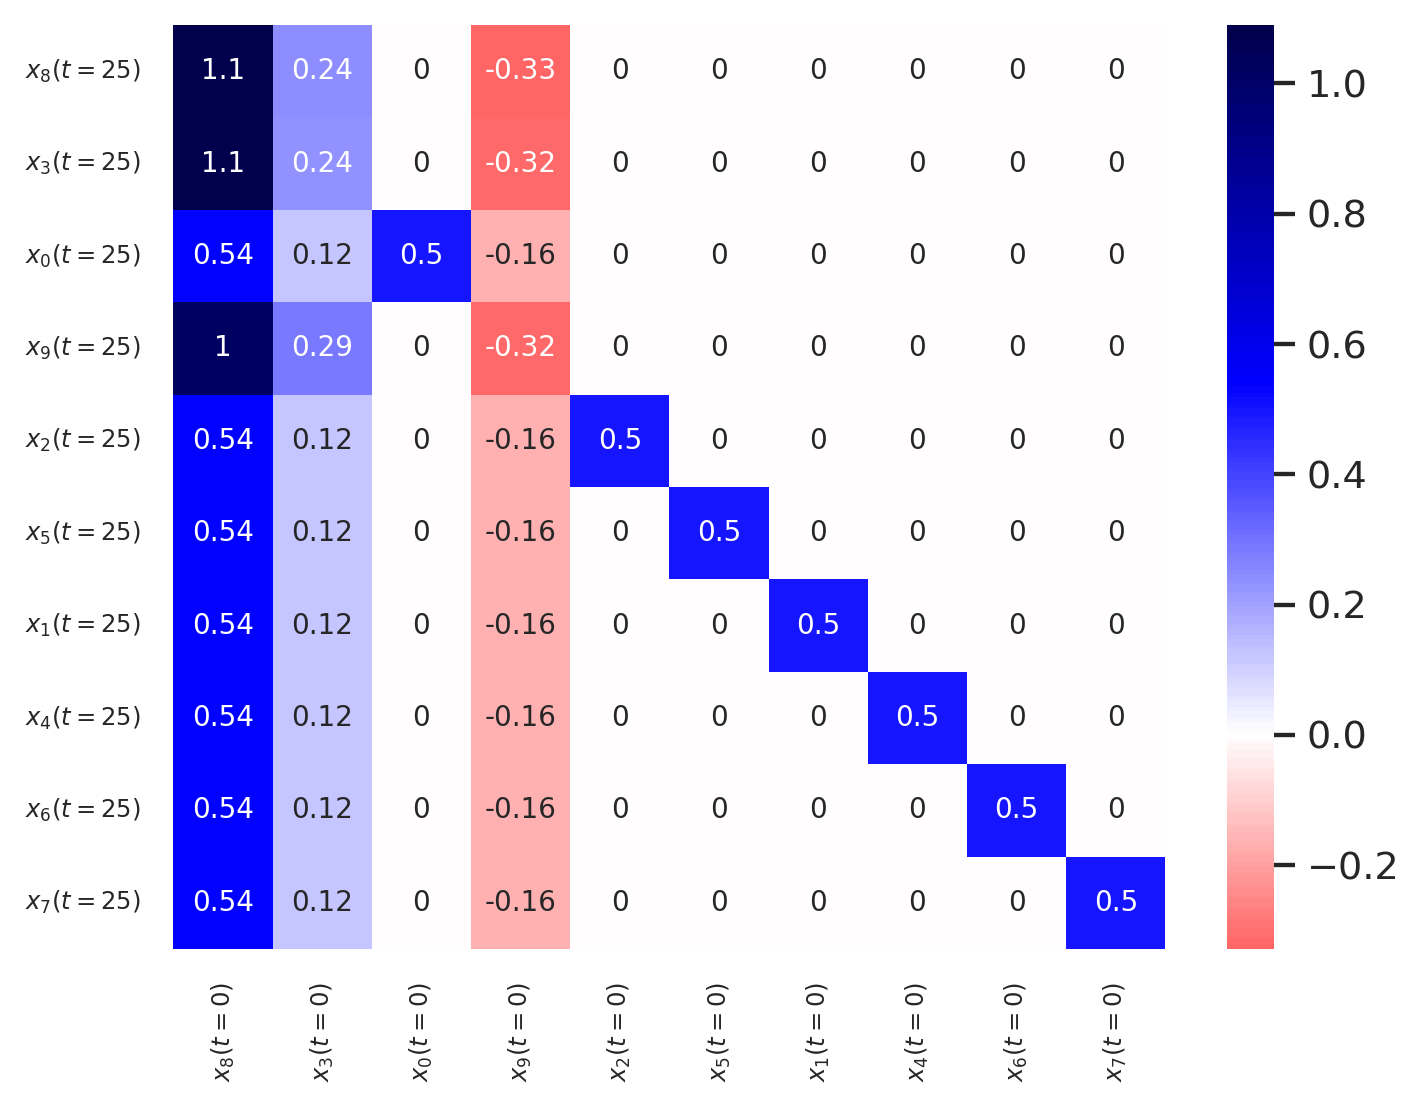 x₈(t = 25) 1.1 0.24 0 -0.33 0 0 0 0 0 0
x₃(t = 25) 1.1 0.24 0 -0.32 0 0 0 0 0 0
x₀(t = 25) 0.54 0.12 0.5 -0.16 0 0 0 0 0 0
x₉(t = 25) 1 0.29 0 -0.32 0 0 0 0 0 0
x₂(t = 25) 0.54 0.12 0 -0.16 0.5 0 0 0 0 0
x₅(t = 25) 0.54 0.12 0 -0.16 0 0.5 0 0 0 0
x₁(t = 25) 0.54 0.12 0 -0.16 0 0 0.5 0 0 0
x₄(t = 25) 0.54 0.12 0 -0.16 0 0 0 0.5 0 0
x₆(t = 25) 0.54 0.12 0 -0.16 0 0 0 0 0.5 0
x₇(t = 25) 0.54 0.12 0 -0.16 0 0 0 0 0 0.5
x₈(t = 0)
x₃(t = 0)
x₀(t = 0)
x₉(t = 0)
x₂(t = 0)
x₅(t = 0)
x₁(t = 0)
x₄(t = 0)
x₆(t = 0)
x₇(t = 0)
1.0
0.8
0.6
0.4
0.2
0.0
−0.2